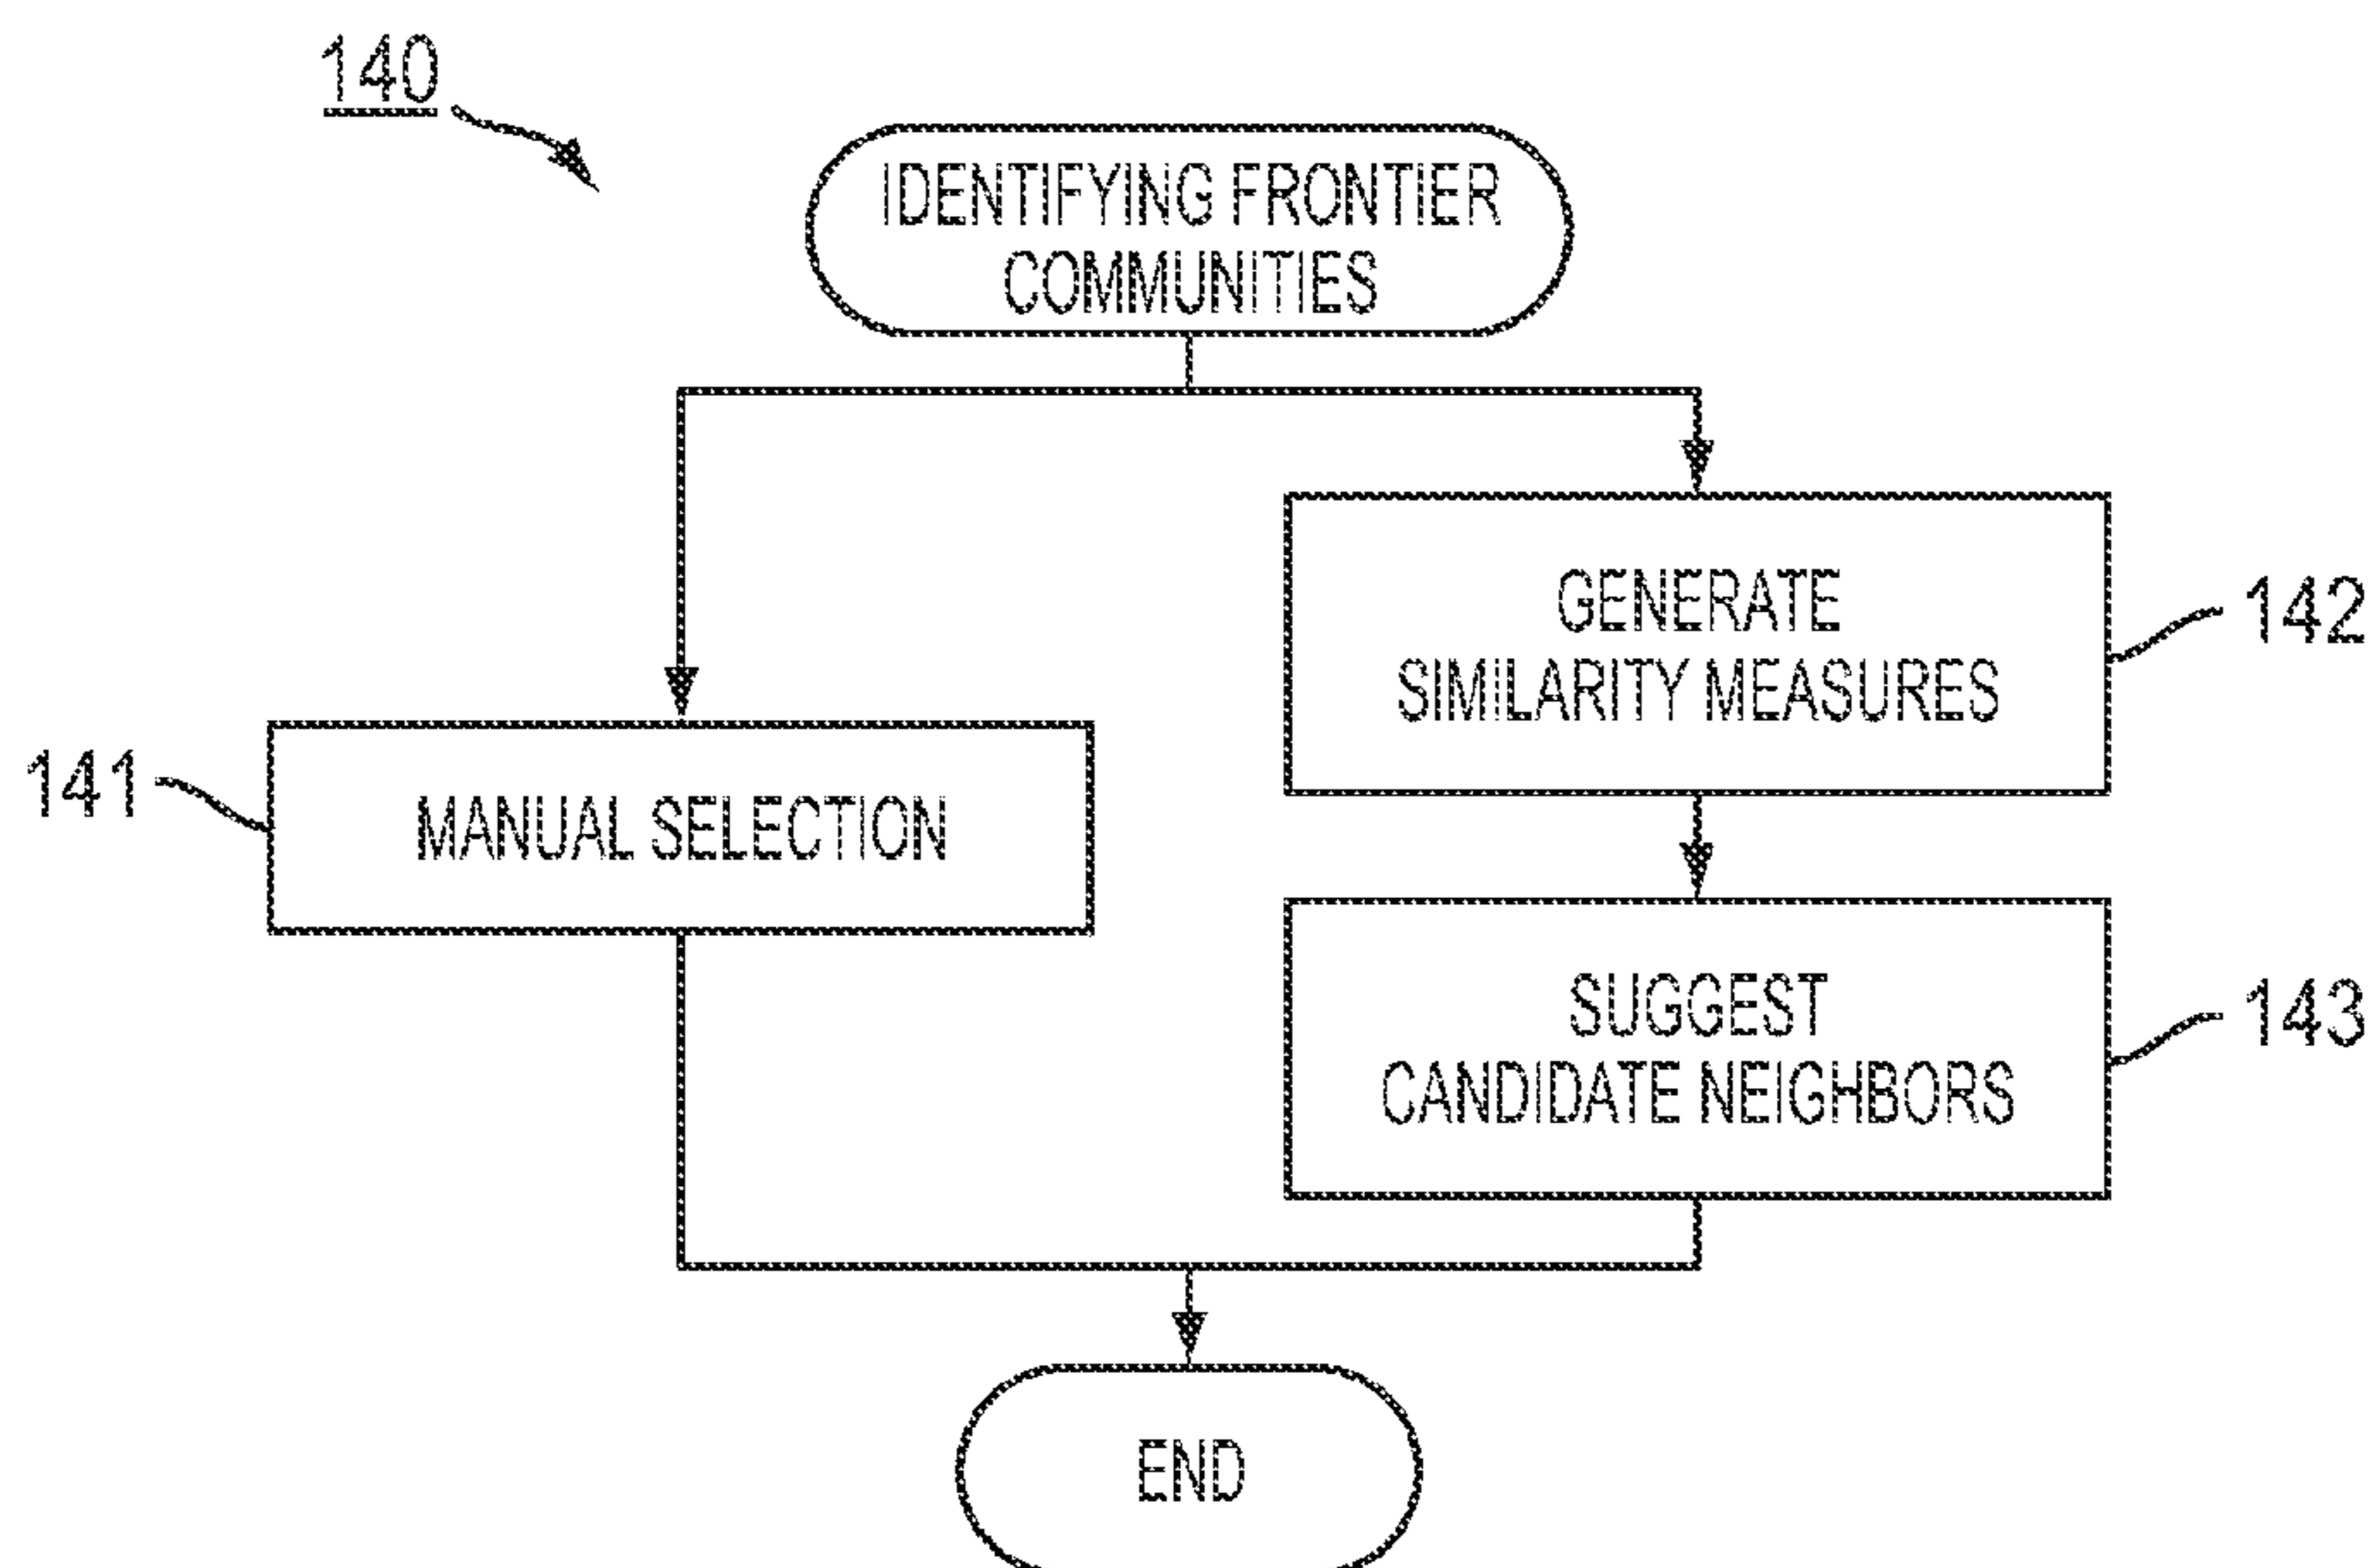 140
IDENTIFYING FRONTIER
COMMUNITIES
GENERATE
SIMILARITY MEASURES
142
141
MANUAL SELECTION
SUGGEST
CANDIDATE NEIGHBORS
143
END